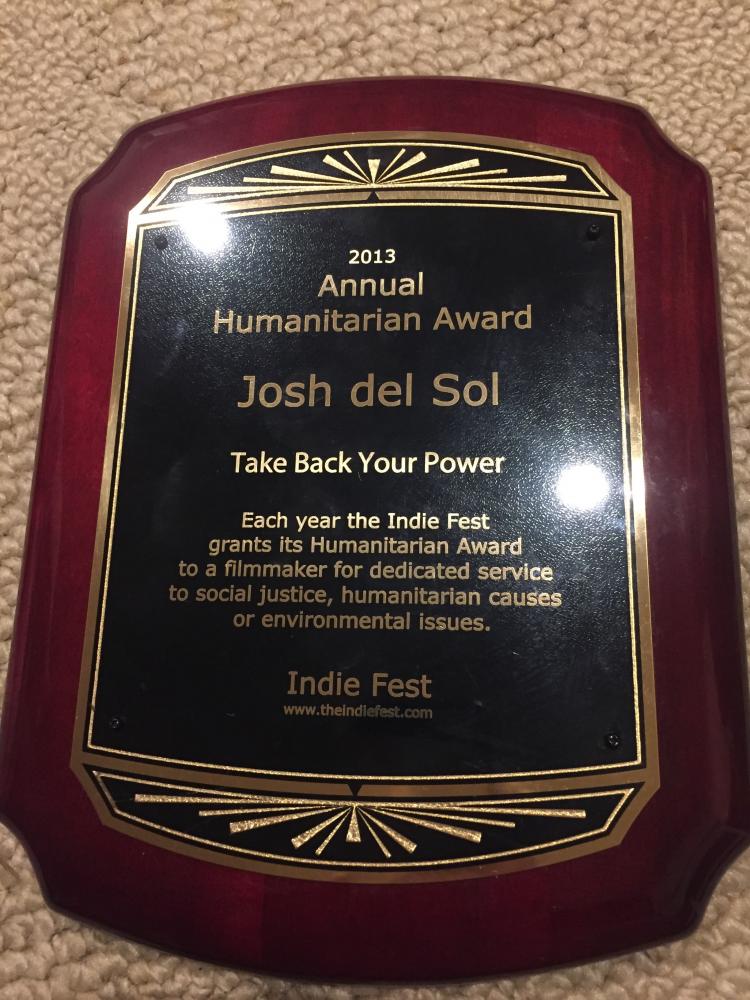 2013
Annual
Humanitarian Award
Josh del Sol
Take Back Your Power
Each year the Indie Fest
grants its Humanitarian Award
to a filmmaker for dedicated service
to social justice, humanitarian causes
or environmental issues.
Indie Fest
www.theindiefest.com